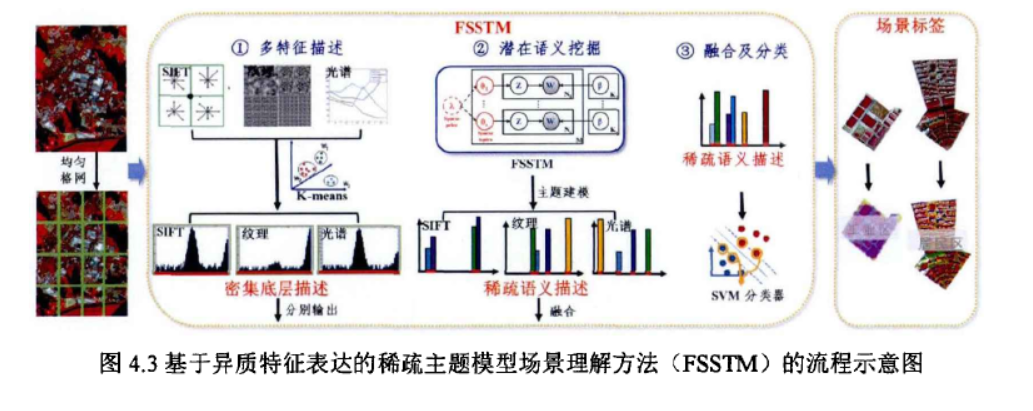 FSSTM
① 多特征描述
② 潜在语义挖掘
③ 融合及分类
场景标签
SIFT
纹理
光谱
均匀
格网
K-means
FSSTM
主题建模
稀疏语义描述
SIFT
纹理
光谱
SIFT
纹理
光谱
密集底层描述
稀疏语义描述
SVM 分类器
分别输出
融合
图 4.3 基于异质特征表达的稀疏主题模型场景理解方法（FSSTM）的流程示意图